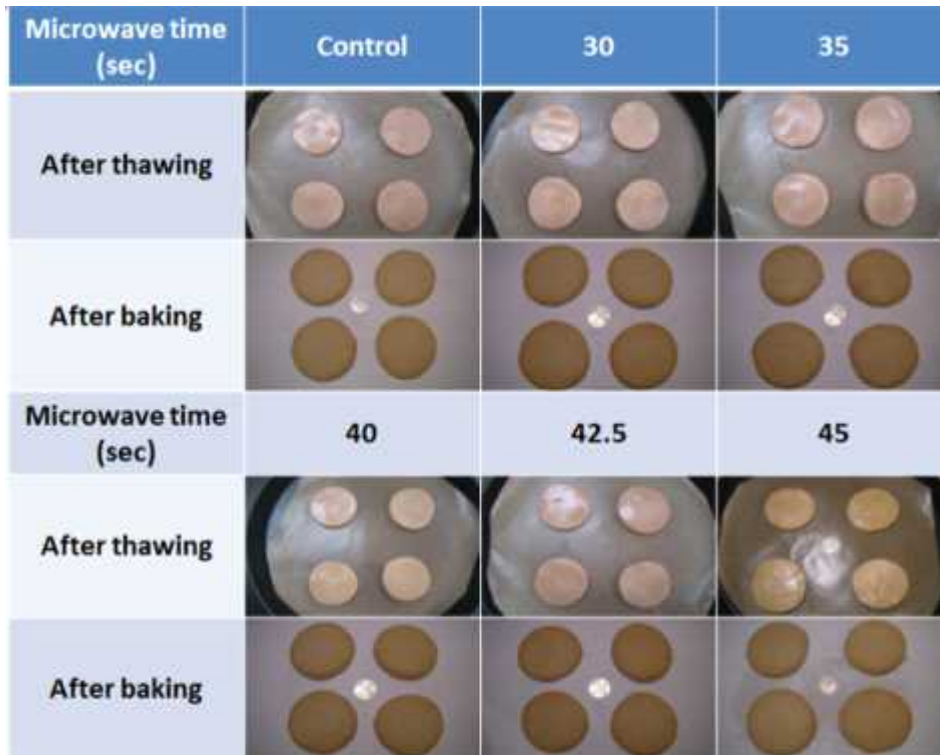 Microwave time
(sec)
Control
30
35
After thawing
After baking
Microwave time
(sec)
40
42.5
45
After thawing
After baking